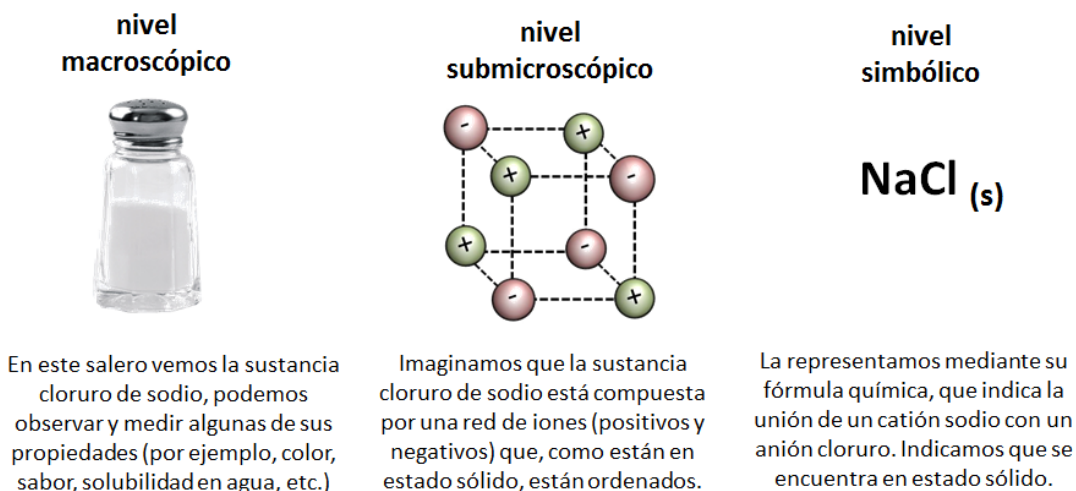 nivel
macroscópico
nivel
submicroscópico
nivel
simbólico
-
+
+
-
+
-
-
+
NaCl (s)
En este salero vemos la sustancia
cloruro de sodio, podemos
observar y medir algunas de sus
propiedades (por ejemplo, color,
sabor, solubilidad en agua, etc.)
Imaginamos que la sustancia
cloruro de sodio está compuesta
por una red de iones (positivos y
negativos) que, como están en
estado sólido, están ordenados.
La representamos mediante su
fórmula química, que indica la
unión de un catión sodio con un
anión cloruro. Indicamos que se
encuentra en estado sólido.